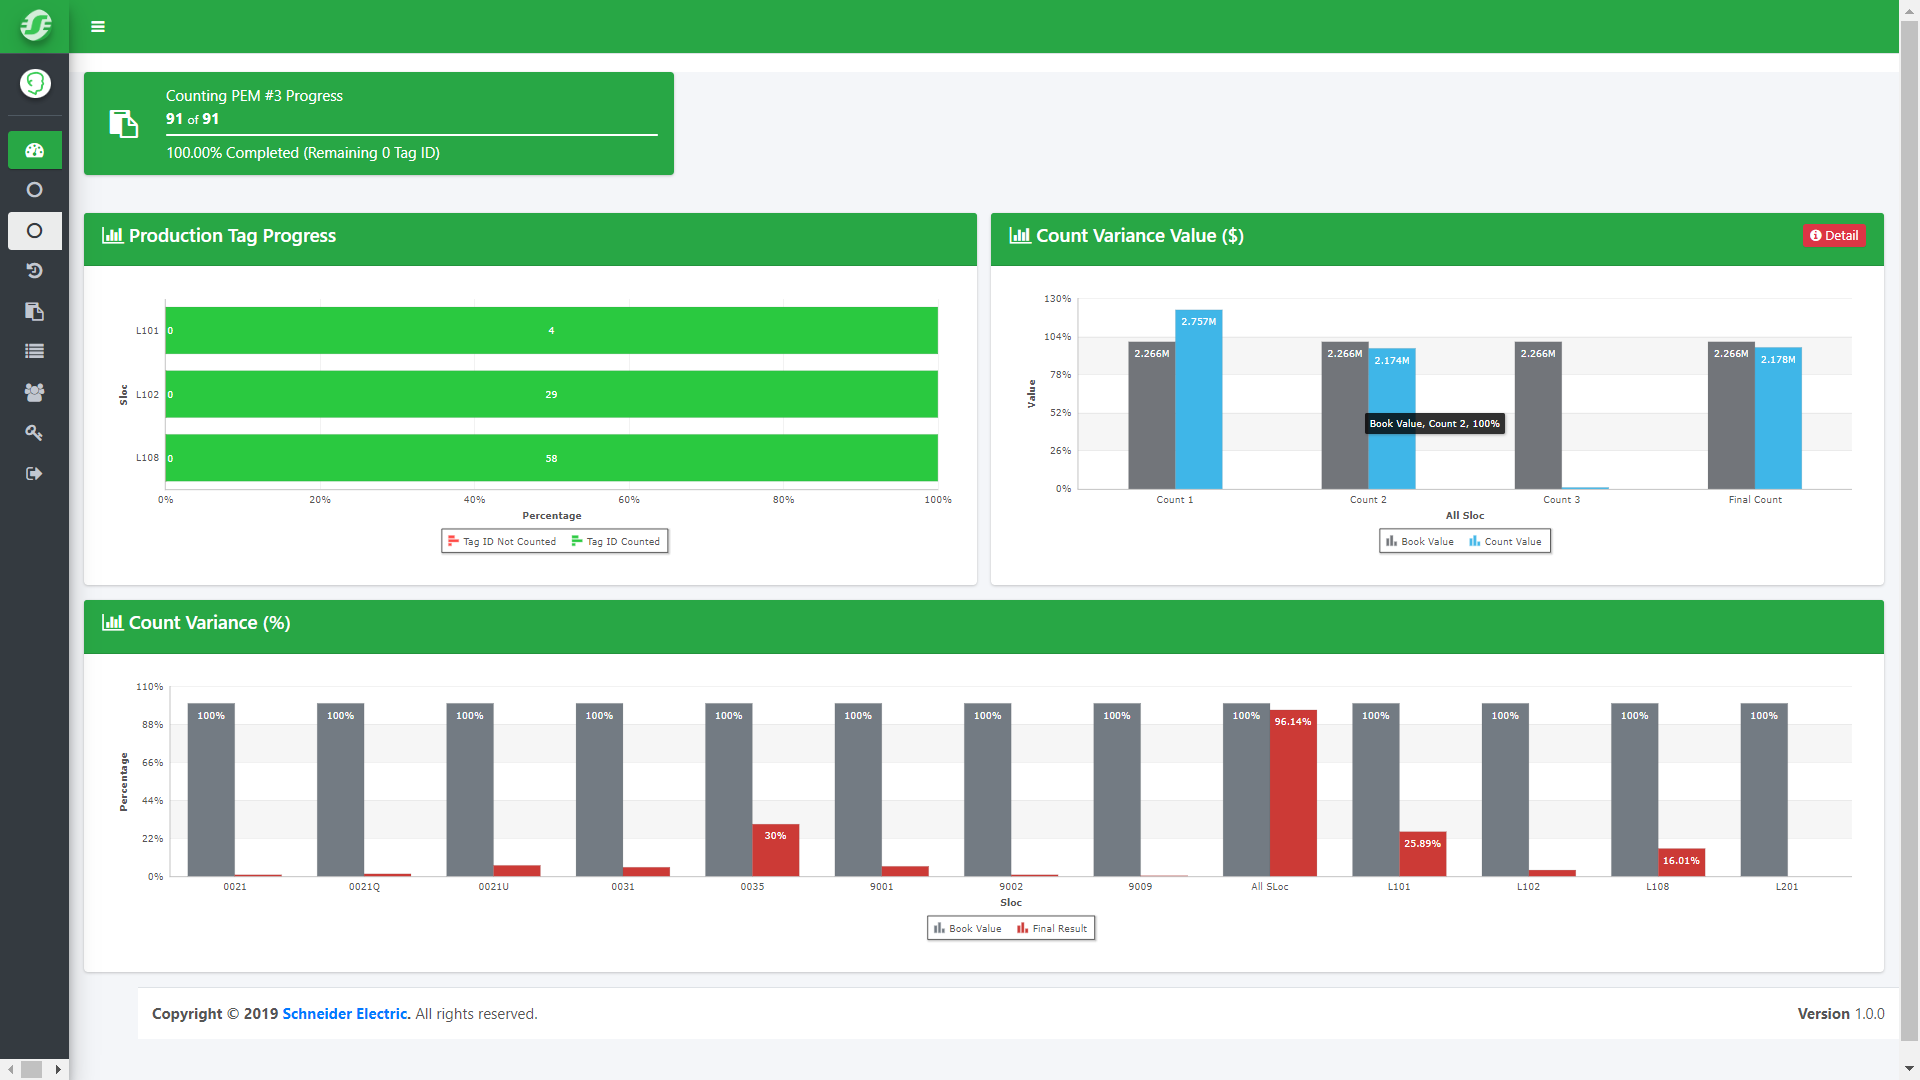 Counting PEM #3 Progress
91 of 91
100.00% Completed (Remaining 0 Tag ID)
Production Tag Progress
Sloc
L101 0 4
L102 0 29
L108 0 58
0% 20% 40% 60% 80% 100%
Percentage
Tag ID Not Counted Tag ID Counted
Count Variance Value ($)
Detail
Value
130%
104%
78%
52%
26%
0%
2.266M 2.757M 2.266M 2.174M 2.266M 2.266M 2.178M
Book Value, Count 2, 100%
Count 1 Count 2 Count 3 Final Count
All Sloc
Book Value Count Value
Count Variance (%)
Percentage
110%
88%
66%
44%
22%
0%
100% 100% 100% 100% 100% 100% 100% 100% 100% 96.14% 100% 100% 100% 100%
30% 25.89% 16.01%
0021 0021Q 0021U 0031 0035 9001 9002 9009 All SLoc L101 L102 L108 L201
Sloc
Book Value Final Result
Copyright © 2019 Schneider Electric. All rights reserved.
Version 1.0.0